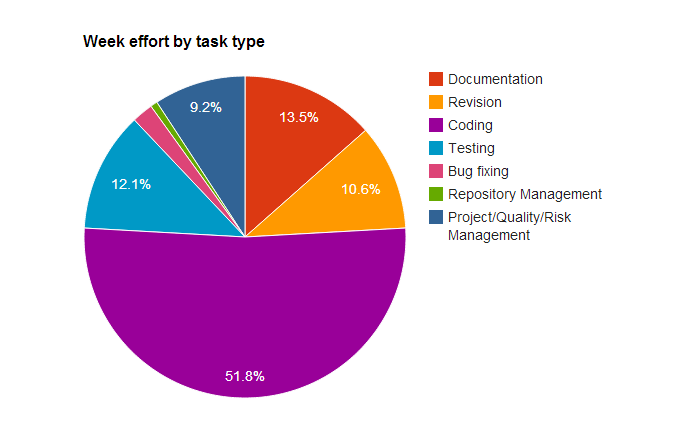 Week effort by task type
9.2%
13.5%
10.6%
12.1%
51.8%
Documentation
Revision
Coding
Testing
Bug fixing
Repository Management
Project/Quality/Risk
Management